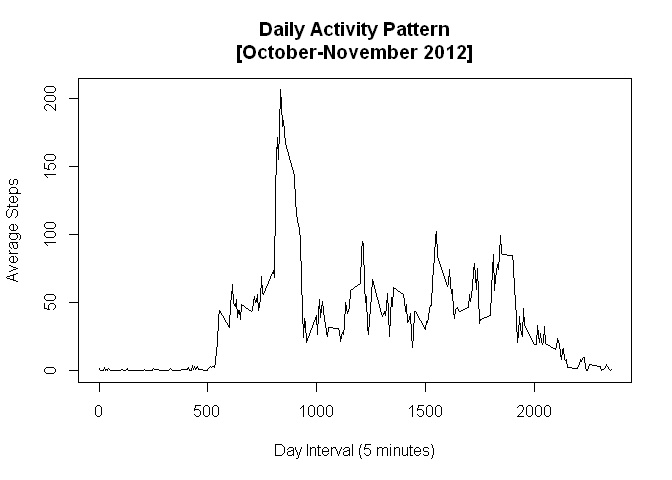 Daily Activity Pattern
[October-November 2012]
Average Steps
200
150
100
50
0
0 500 1000 1500 2000
Day Interval (5 minutes)